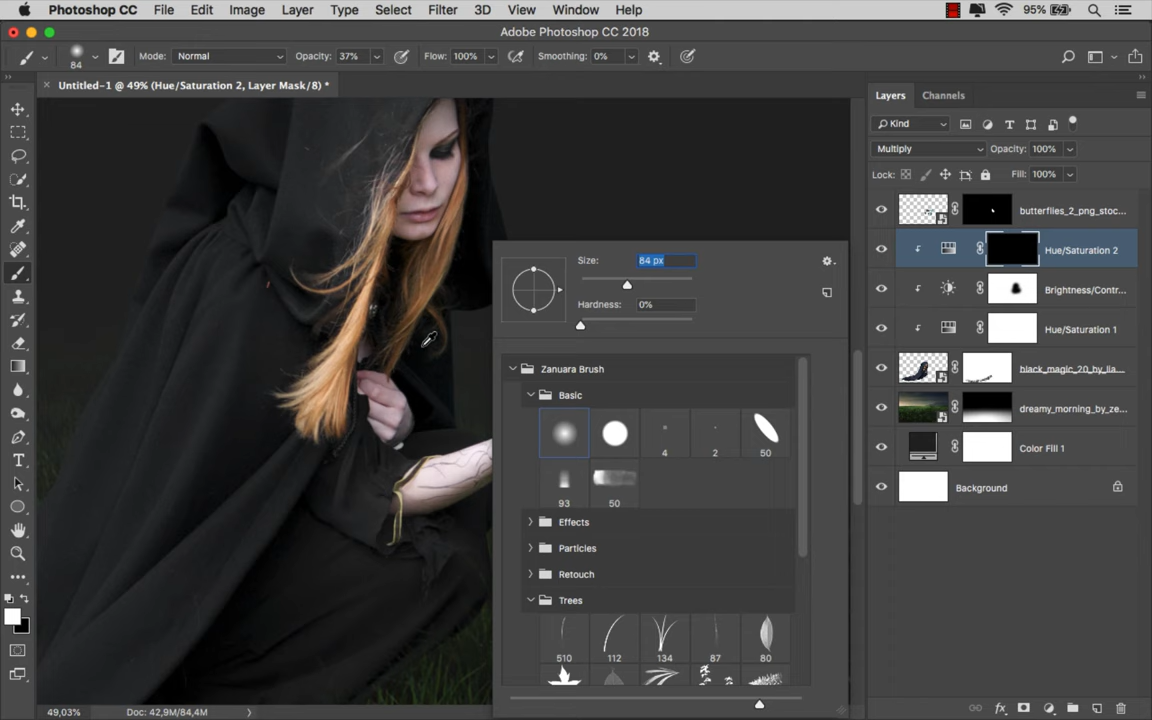 Photoshop CC File Edit Image Layer Type Select Filter 3D View Window Help 95%
Adobe Photoshop CC 2018
84 Mode: Normal Opacity: 37% Flow: 100% Smoothing: 0%
Untitled-1 @ 49% (Hue/Saturation 2, Layer Mask/8) *
Layers Channels
Kind
Multiply Opacity: 100%
Lock: Fill: 100%
butterflies_2_png_stoc...
Hue/Saturation 2
Brightness/Contr...
Hue/Saturation 1
black_magic_20_by_lia...
dreamy_morning_by_ze...
Color Fill 1
Background
Size: 84 px
Hardness: 0%
Zanuara Brush
Basic
4 2 50
93 50
Effects
Particles
Retouch
Trees
510 112 134 87 80
49,03% Doc: 42,9M/84,4M